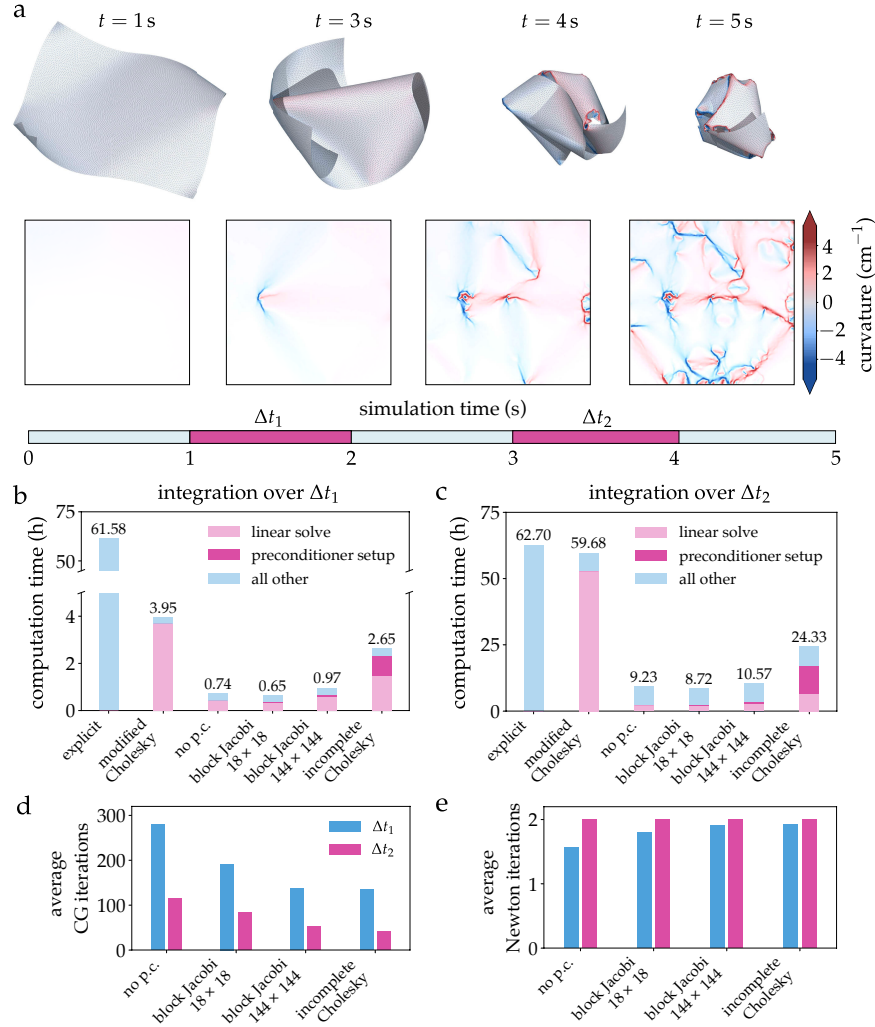 a
t = 1 s
t = 3 s
t = 4 s
t = 5 s
4
2
0
−2
−4
curvature (cm⁻¹)
simulation time (s)
Δt₁
Δt₂
0
1
2
3
4
5
b
integration over Δt₁
computation time (h)
75
50
4
2
0
61.58
3.95
0.74
0.65
0.97
2.65
linear solve
preconditioner setup
all other
explicit
modified
Cholesky
no p.c.
block Jacobi
18 × 18
block Jacobi
144 × 144
incomplete
Cholesky
c
integration over Δt₂
computation time (h)
75
50
25
0
62.70
59.68
9.23
8.72
10.57
24.33
linear solve
preconditioner setup
all other
explicit
modified
Cholesky
no p.c.
block Jacobi
18 × 18
block Jacobi
144 × 144
incomplete
Cholesky
d
average
CG iterations
300
200
100
0
Δt₁
Δt₂
no p.c.
block Jacobi
18 × 18
block Jacobi
144 × 144
incomplete
Cholesky
e
average
Newton iterations
2
1
0
no p.c.
block Jacobi
18 × 18
block Jacobi
144 × 144
incomplete
Cholesky